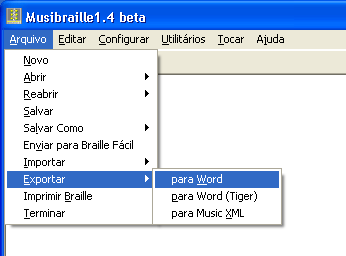 Musibraille1.4 beta
Arquivo Editar Configurar Utilitários Tocar Ajuda
Novo
Abrir
Reabrir
Salvar
Salvar Como
Enviar para Braille Fácil
Importar
Exportar
Imprimir Braille
Terminar
para Word
para Word (Tiger)
para Music XML